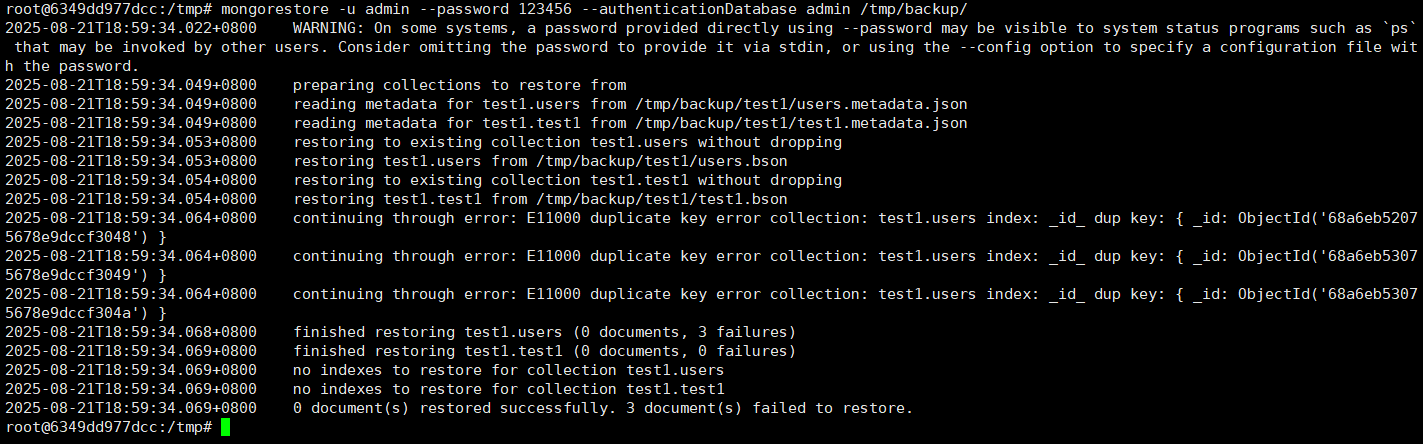 root@6349dd977dcc:/tmp# mongorestore -u admin --password 123456 --authenticationDatabase admin /tmp/backup/
2025-08-21T18:59:34.022+0800    WARNING: On some systems, a password provided directly using --password may be visible to system status programs such as `ps`
 that may be invoked by other users. Consider omitting the password to provide it via stdin, or using the --config option to specify a configuration file wit
h the password.
2025-08-21T18:59:34.049+0800    preparing collections to restore from
2025-08-21T18:59:34.049+0800    reading metadata for test1.users from /tmp/backup/test1/users.metadata.json
2025-08-21T18:59:34.049+0800    reading metadata for test1.test1 from /tmp/backup/test1/test1.metadata.json
2025-08-21T18:59:34.053+0800    restoring to existing collection test1.users without dropping
2025-08-21T18:59:34.053+0800    restoring test1.users from /tmp/backup/test1/users.bson
2025-08-21T18:59:34.054+0800    restoring to existing collection test1.test1 without dropping
2025-08-21T18:59:34.054+0800    restoring test1.test1 from /tmp/backup/test1/test1.bson
2025-08-21T18:59:34.064+0800    continuing through error: E11000 duplicate key error collection: test1.users index: _id_ dup key: { _id: ObjectId('68a6eb5207
5678e9dccf3048') }
2025-08-21T18:59:34.064+0800    continuing through error: E11000 duplicate key error collection: test1.users index: _id_ dup key: { _id: ObjectId('68a6eb5307
5678e9dccf3049') }
2025-08-21T18:59:34.064+0800    continuing through error: E11000 duplicate key error collection: test1.users index: _id_ dup key: { _id: ObjectId('68a6eb5307
5678e9dccf304a') }
2025-08-21T18:59:34.068+0800    finished restoring test1.users (0 documents, 3 failures)
2025-08-21T18:59:34.069+0800    finished restoring test1.test1 (0 documents, 0 failures)
2025-08-21T18:59:34.069+0800    no indexes to restore for collection test1.users
2025-08-21T18:59:34.069+0800    no indexes to restore for collection test1.test1
2025-08-21T18:59:34.069+0800    0 document(s) restored successfully. 3 document(s) failed to restore.
root@6349dd977dcc:/tmp#